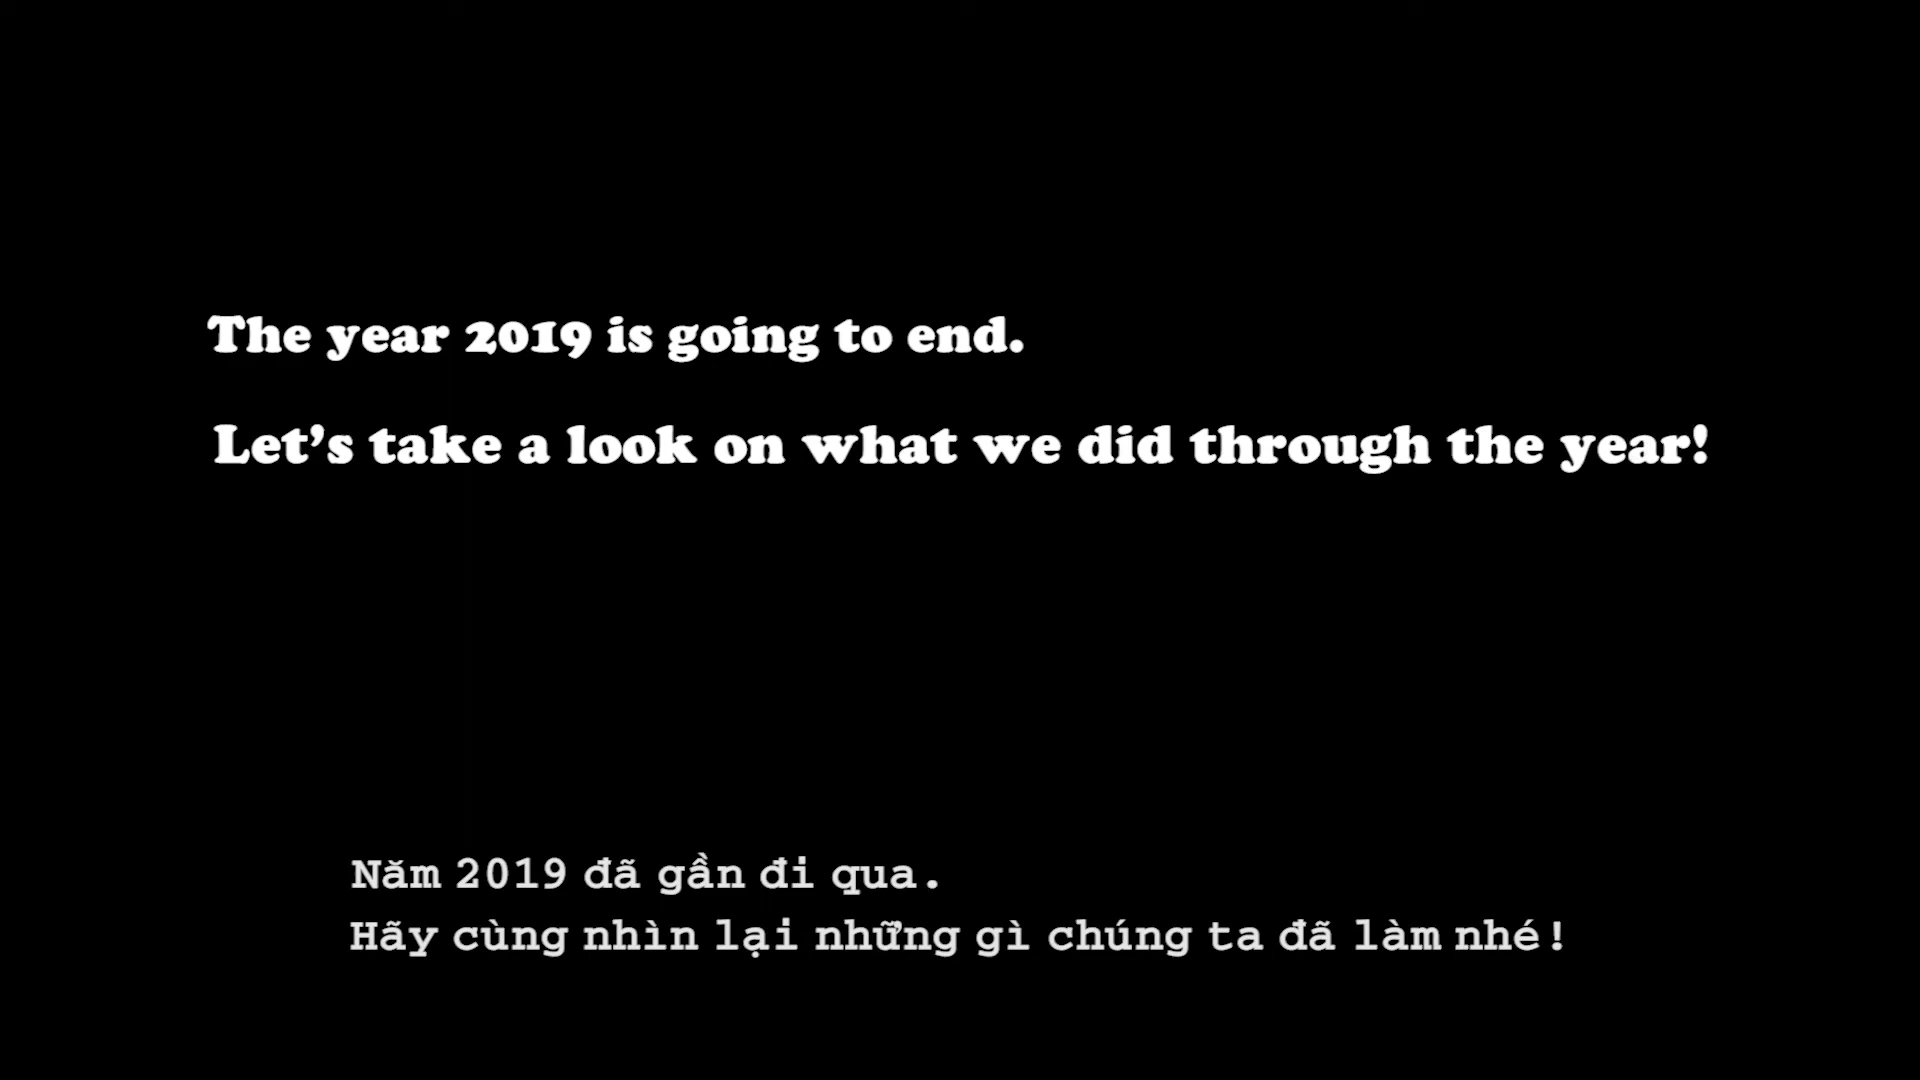 The year 2019 is going to end.
Let’s take a look on what we did through the year!
Năm 2019 đã gần đi qua.
Hãy cùng nhìn lại những gì chúng ta đã làm nhé!